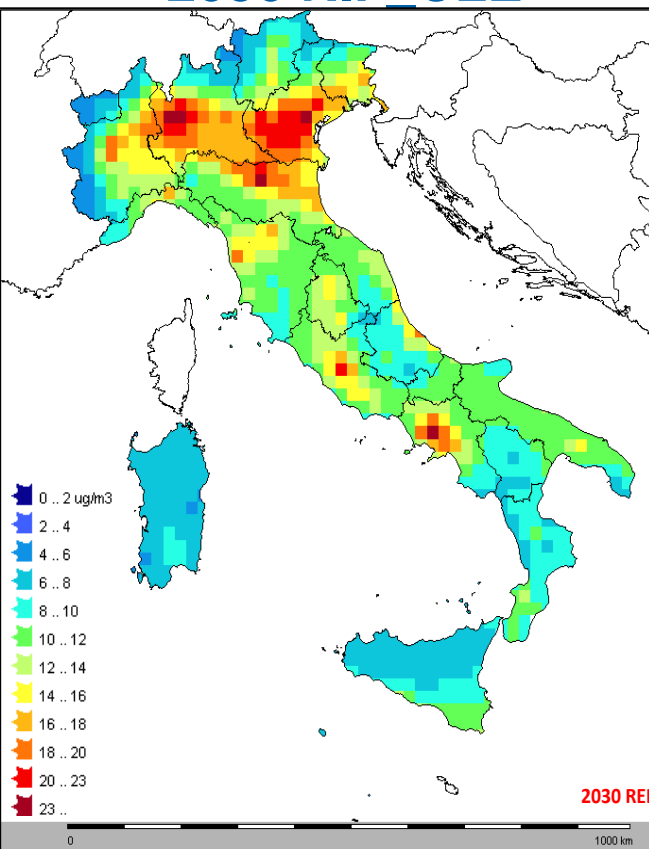 0 .. 2 ug/m3
2 .. 4
4 .. 6
6 .. 8
8 .. 10
10 .. 12
12 .. 14
14 .. 16
16 .. 18
18 .. 20
20 .. 23
23 ..
2030 REF
0 1000 km